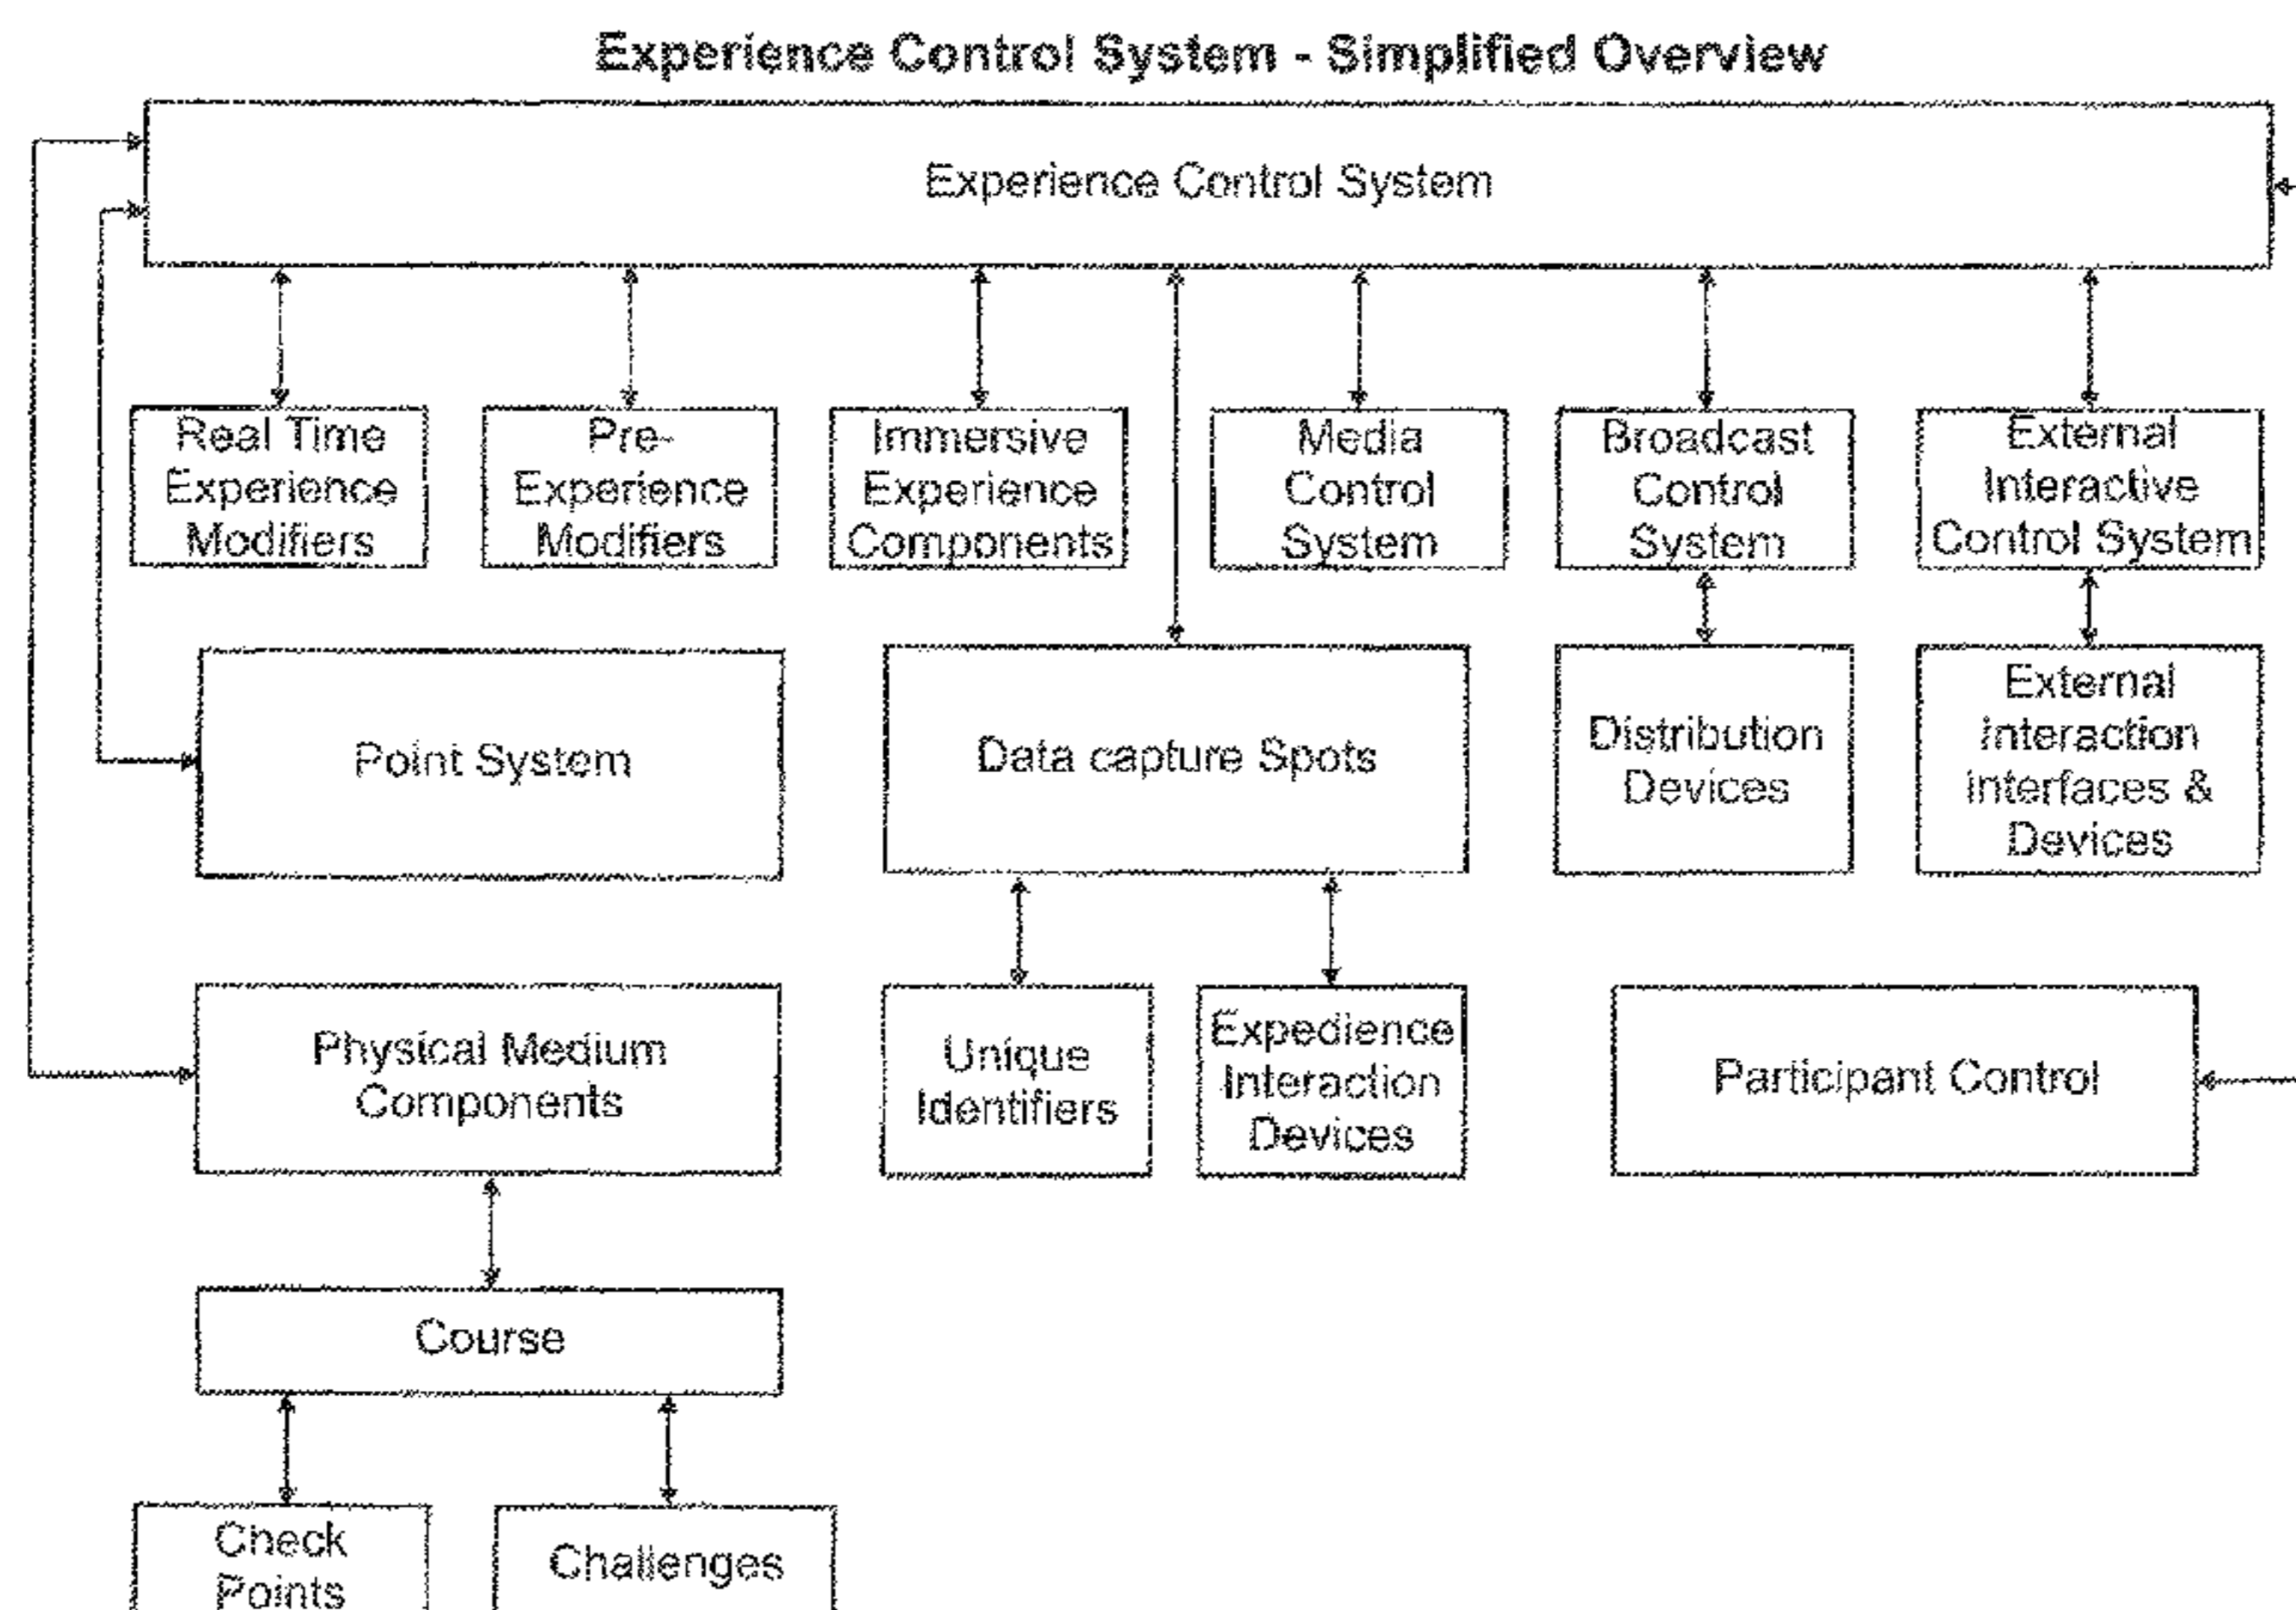 Experience Control System - Simplified Overview
Experience Control System
Real Time
Experience
Modifiers
Pre-
Experience
Modifiers
Immersive
Experience
Components
Media
Control
System
Broadcast
Control
System
External
Interactive
Control System
Point System
Data capture Spots
Distribution
Devices
External
Interaction
Interfaces &
Devices
Physical Medium
Components
Unique
Identifiers
Expedience
Interaction
Devices
Participant Control
Course
Check
Points
Challenges